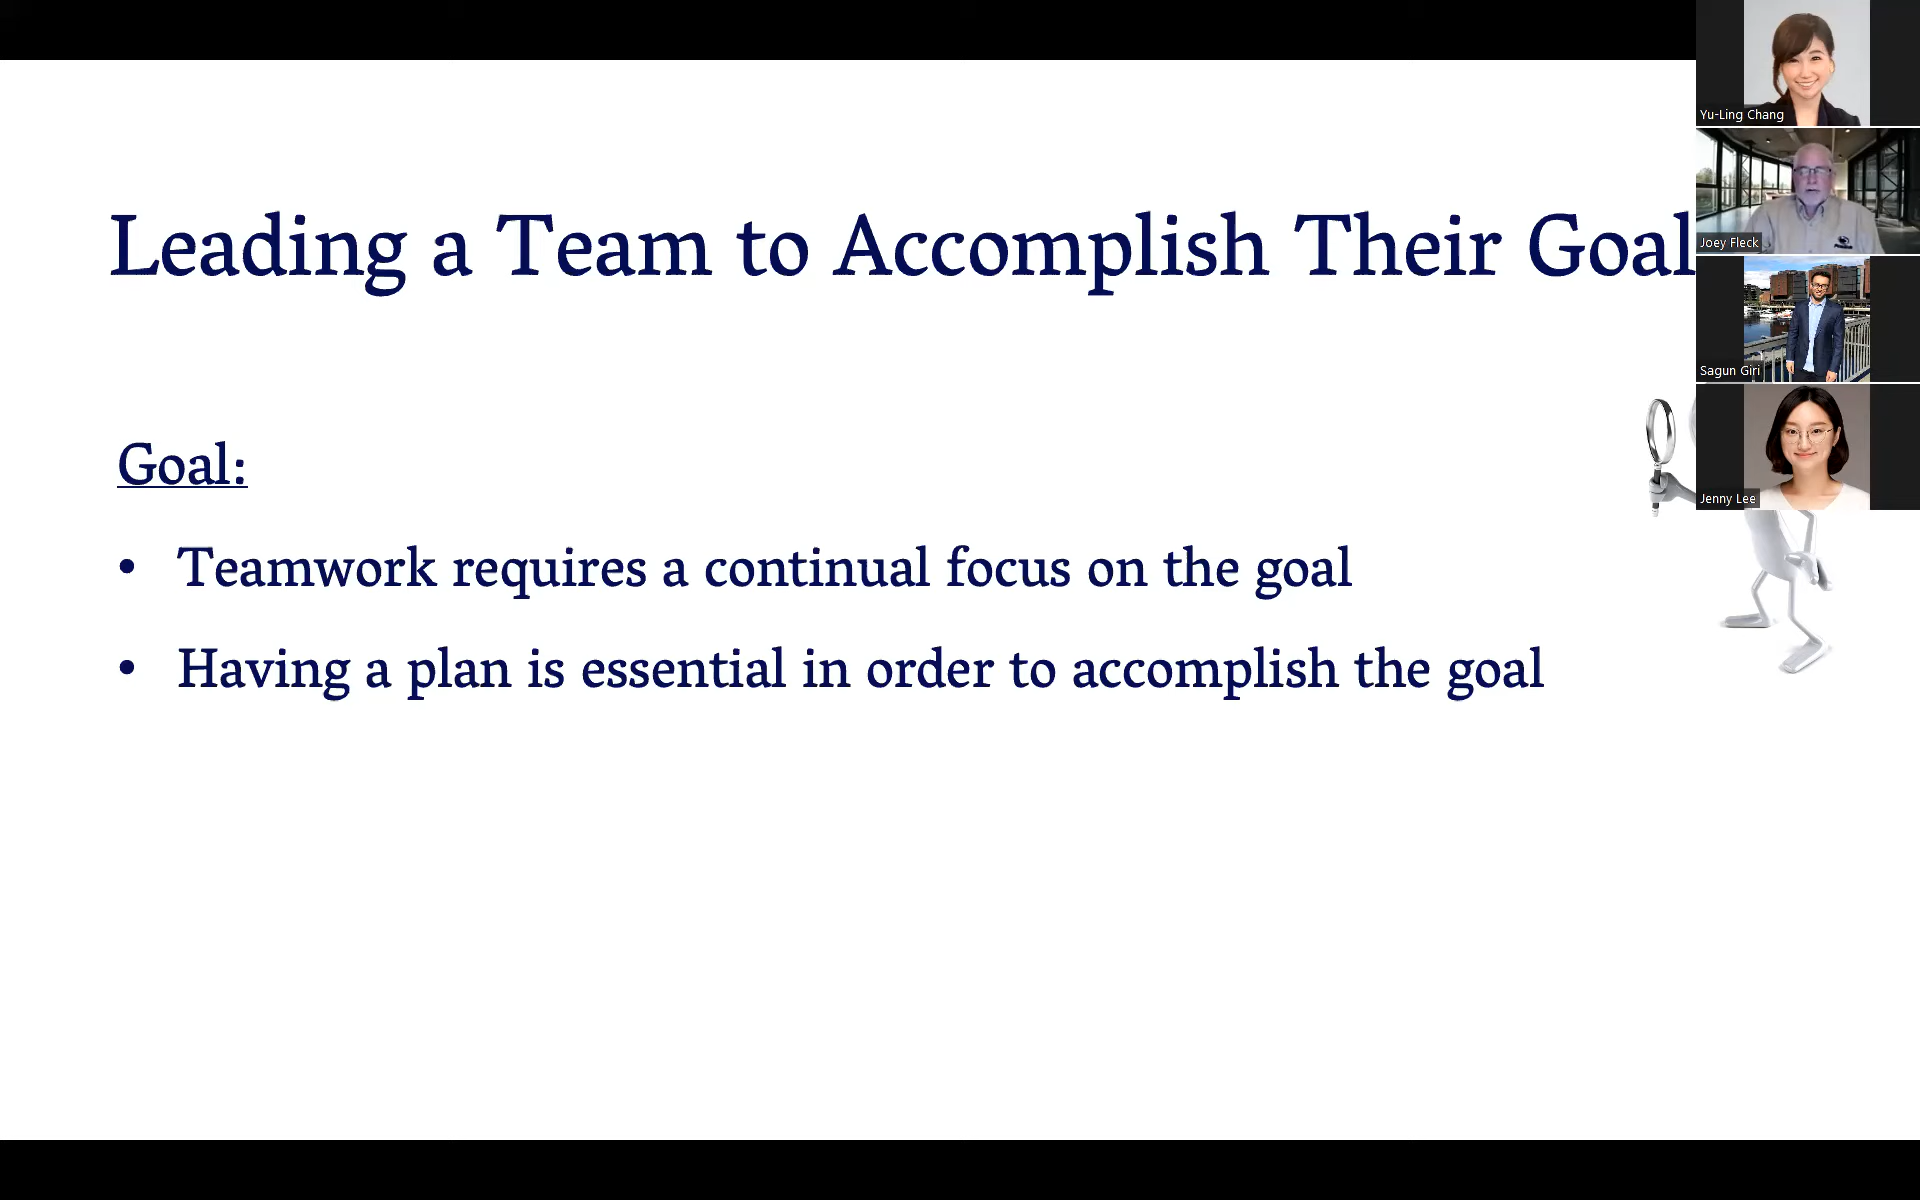 Leading a Team to Accomplish Their Goal
Goal:
• Teamwork requires a continual focus on the goal
• Having a plan is essential in order to accomplish the goal
Yu-Ling Chang
Joey Fleck
Sagun Giri
Jenny Lee